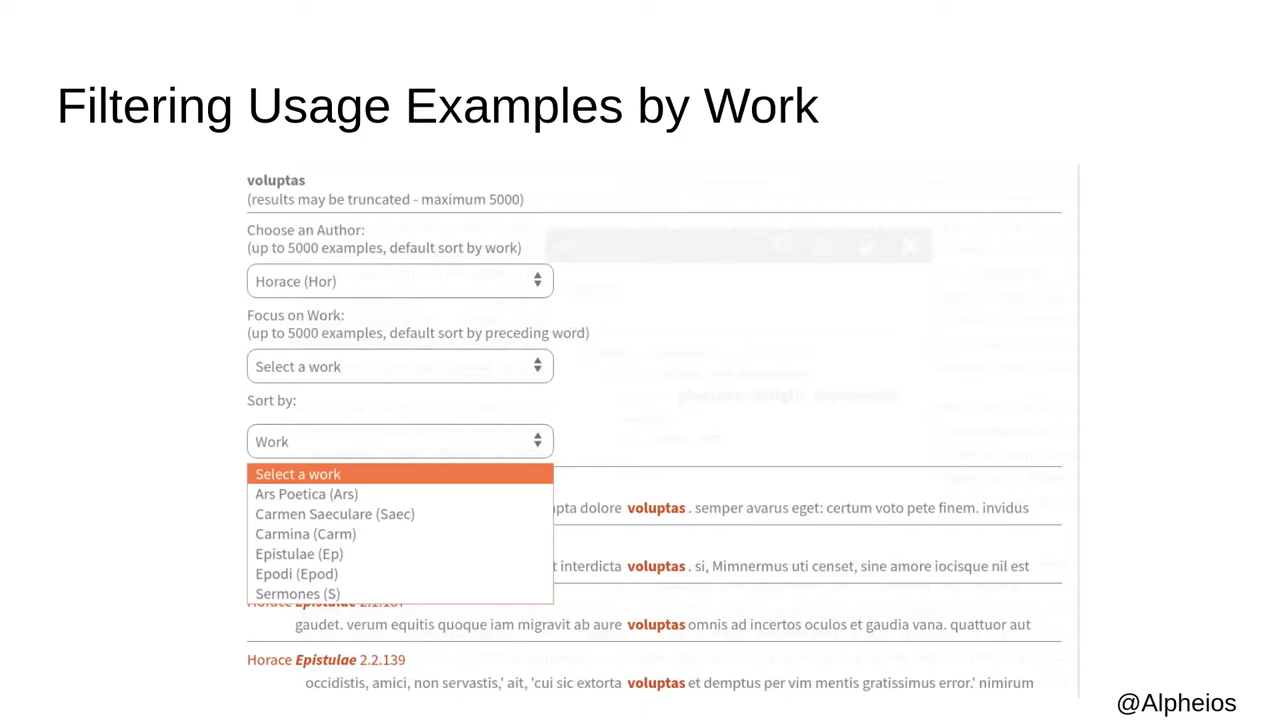 Filtering Usage Examples by Work
voluptas
(results may be truncated - maximum 5000)
Choose an Author:
(up to 5000 examples, default sort by work)
Horace (Hor)
Focus on Work:
(up to 5000 examples, default sort by preceding word)
Select a work
Sort by:
Work
Select a work
Ars Poetica (Ars)
Carmen Saeculare (Saec)
dolore voluptas. semper avarus eget: certum voto pete finem. invidus
Carmina (Carm)
Epistulae (Ep)
interdicta voluptas. si, Mimnermus uti censet, sine amore iocisque nil est
Epodi (Epod)
Sermones (S)
Horace Epistulae
gaudet. verum equitis quoque iam migravit ab aure voluptas omnis ad incertos oculos et gaudia vana. quattuor aut
Horace Epistulae 2.2.139
occidistis, amici, non servastis,' ait, 'cui sic extorta voluptas et demptus per vim mentis gratissimus error.' nimirum
@Alpheios